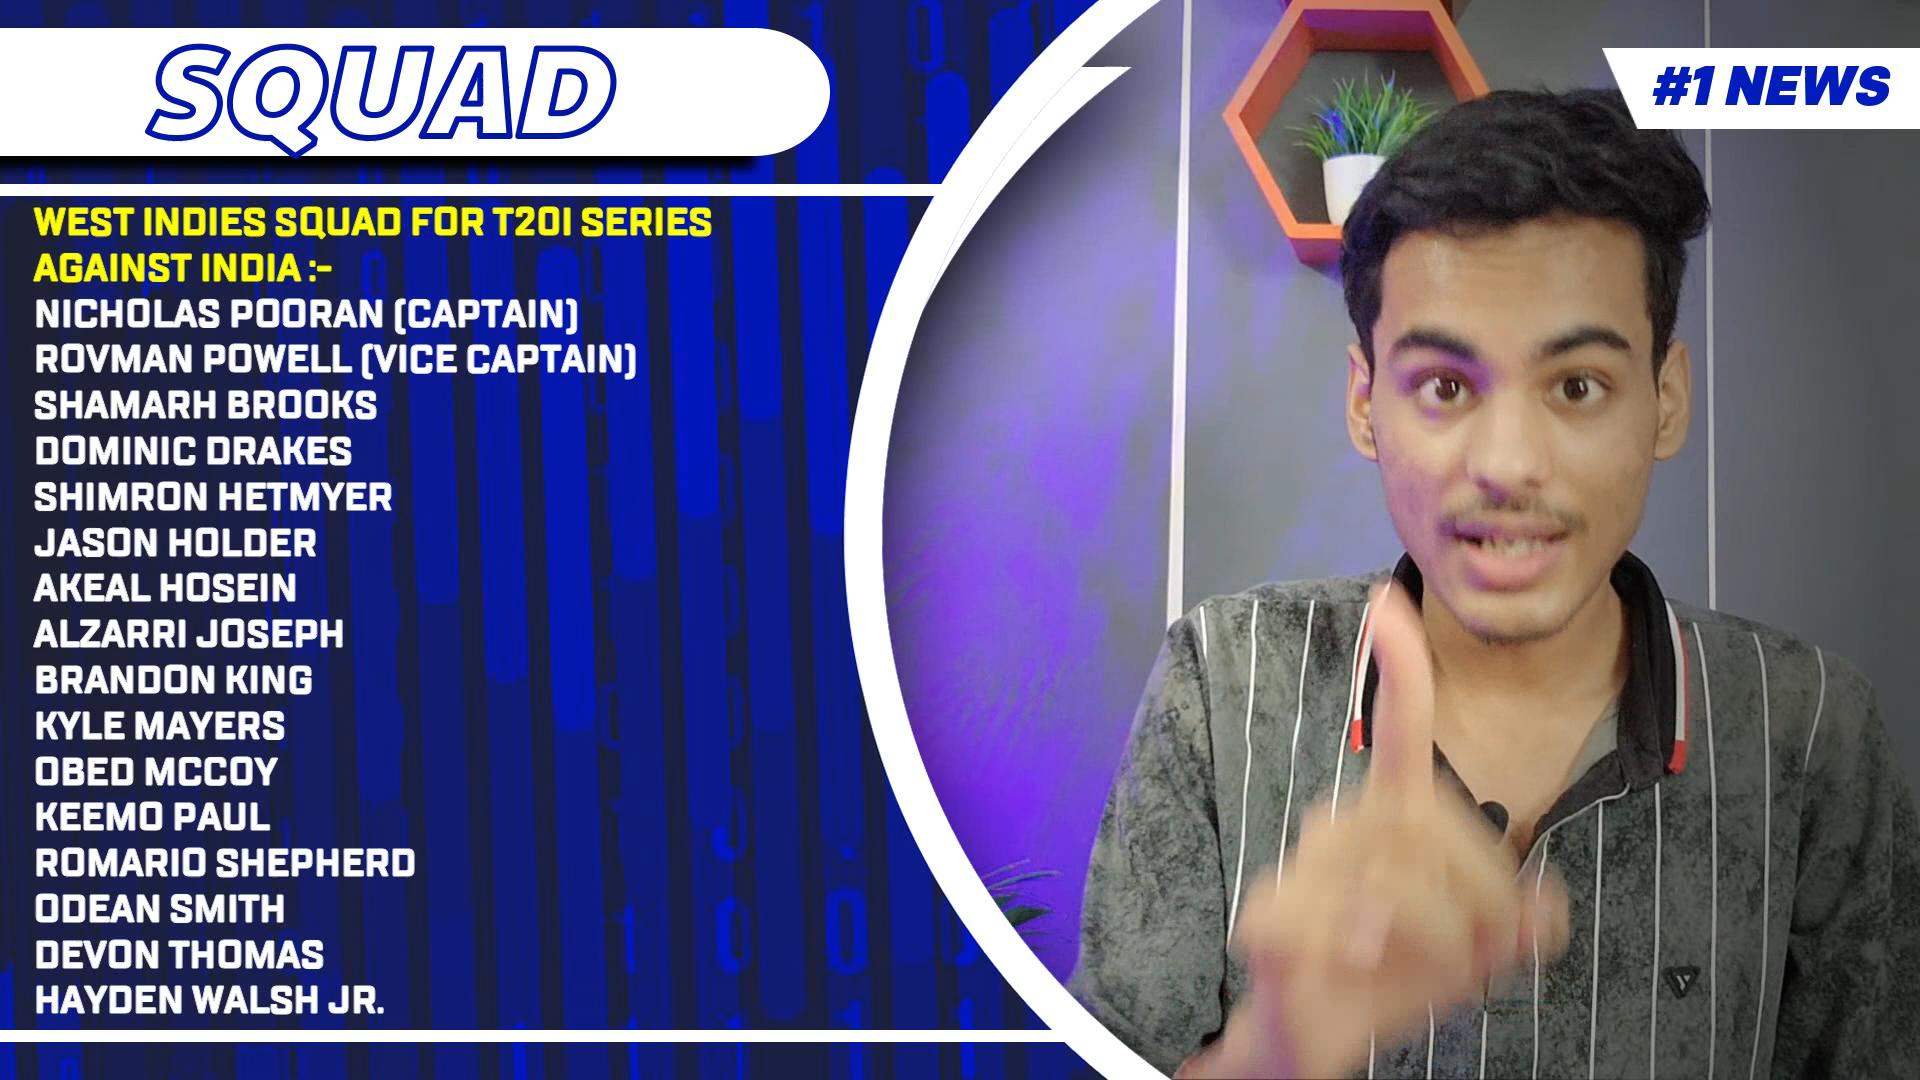 SQUAD
#1 NEWS
WEST INDIES SQUAD FOR T20I SERIES
AGAINST INDIA :-
NICHOLAS POORAN (CAPTAIN)
ROVMAN POWELL (VICE CAPTAIN)
SHAMARH BROOKS
DOMINIC DRAKES
SHIMRON HETMYER
JASON HOLDER
AKEAL HOSEIN
ALZARRI JOSEPH
BRANDON KING
KYLE MAYERS
OBED MCCOY
KEEMO PAUL
ROMARIO SHEPHERD
ODEAN SMITH
DEVON THOMAS
HAYDEN WALSH JR.